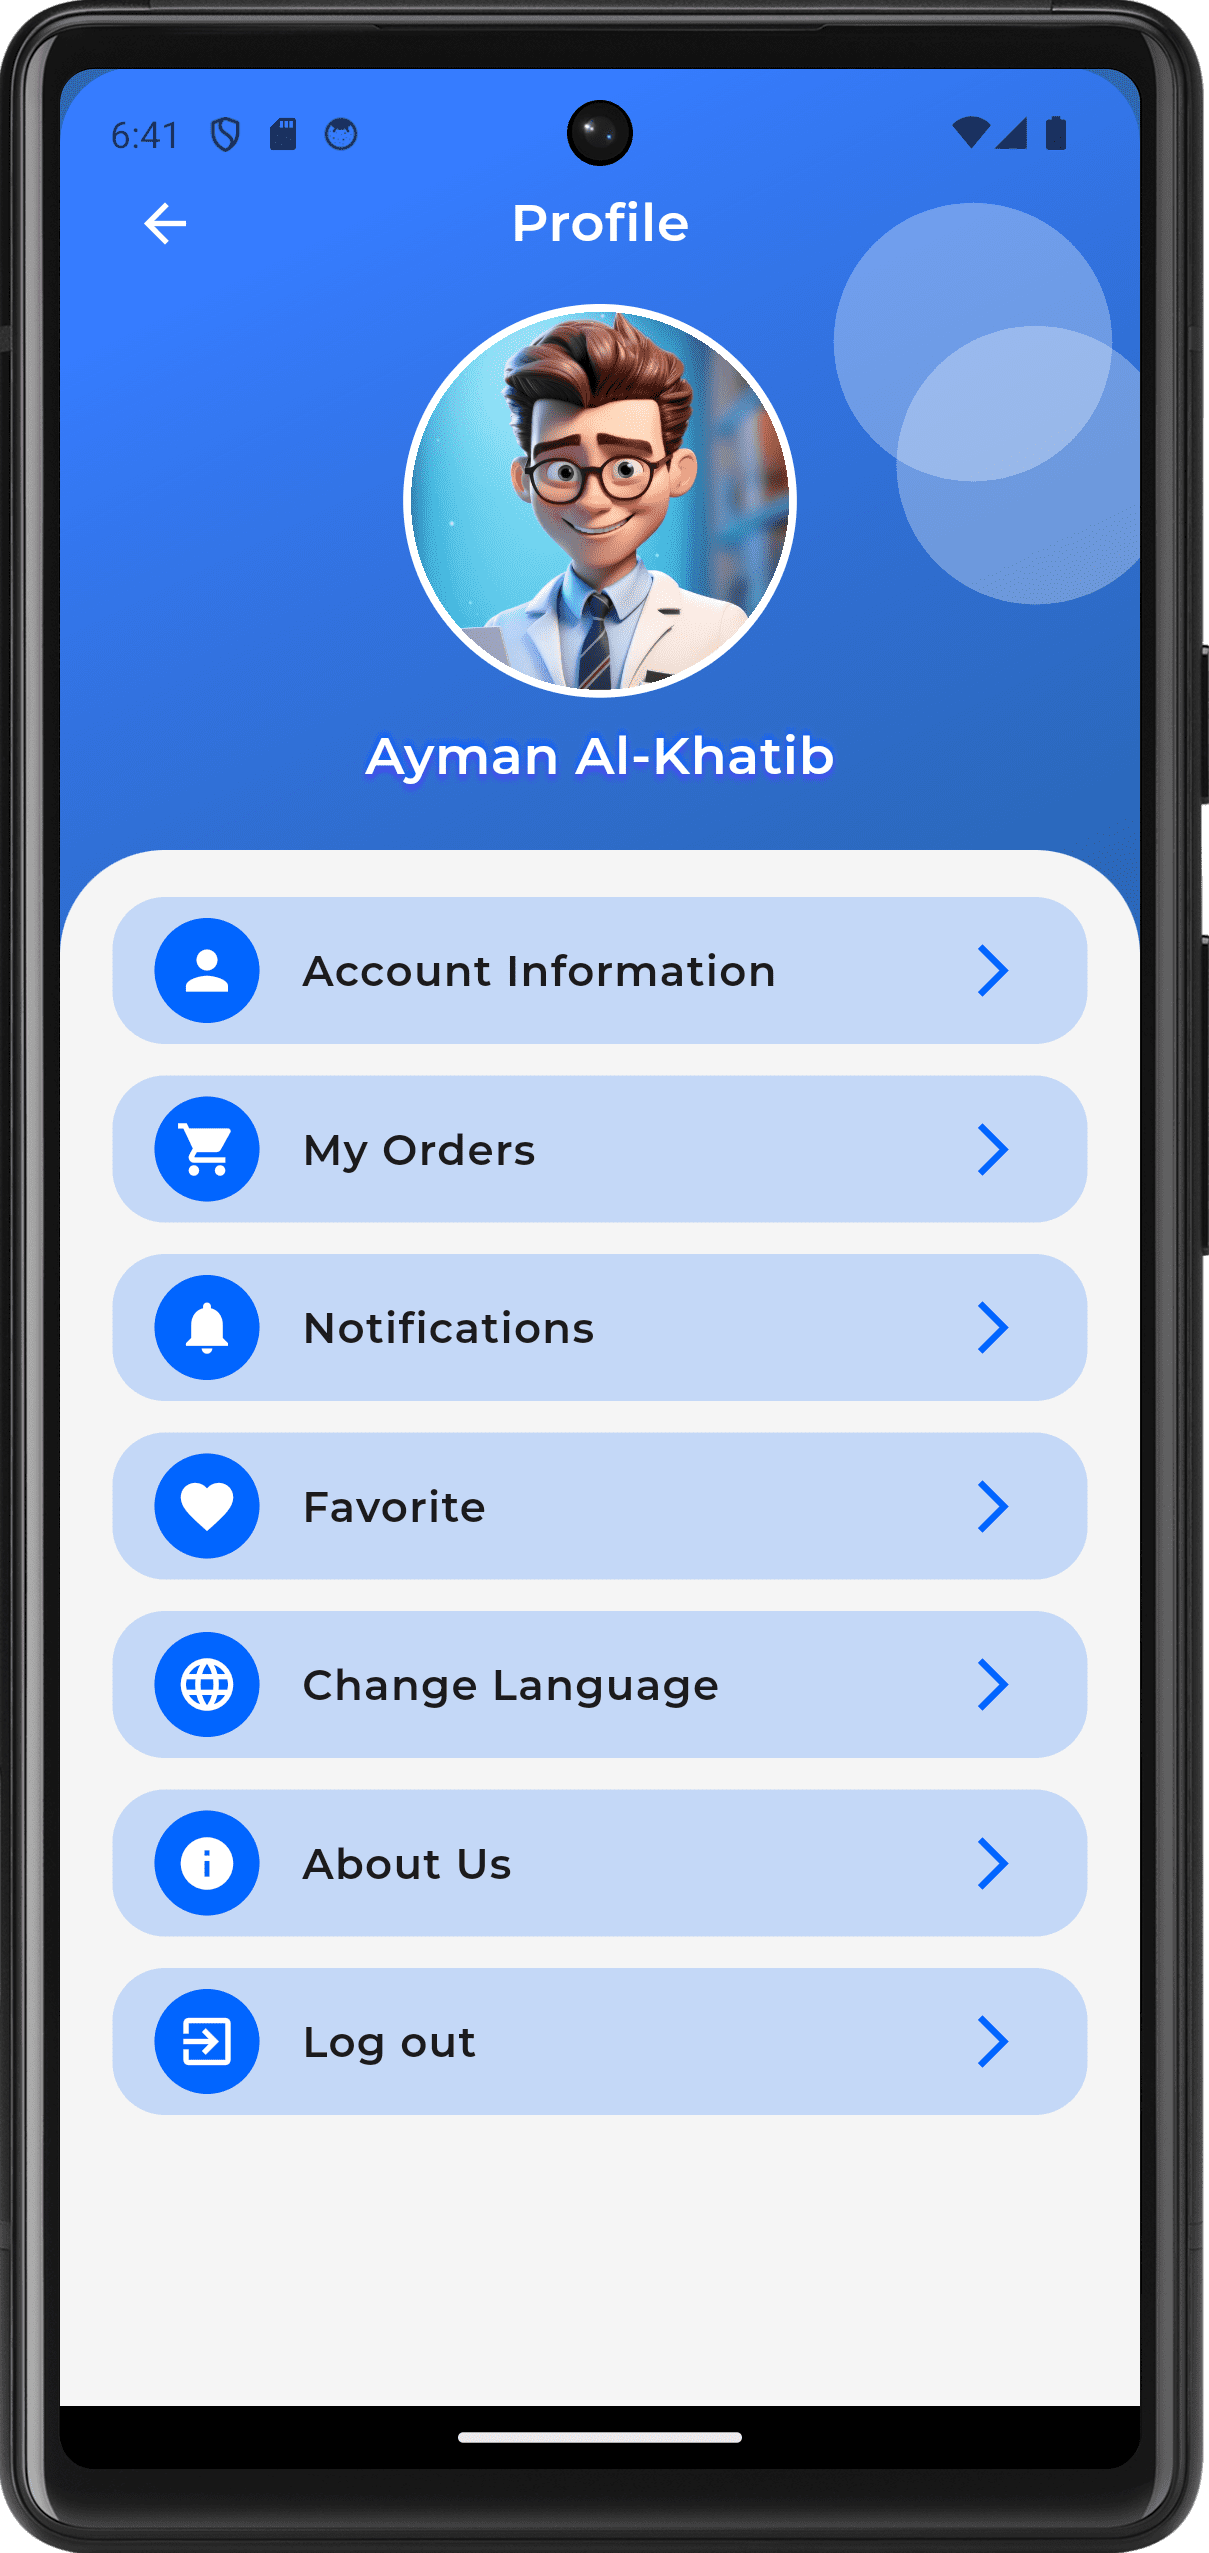 6:41
Profile
Ayman Al-Khatib
Account Information
My Orders
Notifications
Favorite
Change Language
About Us
Log out